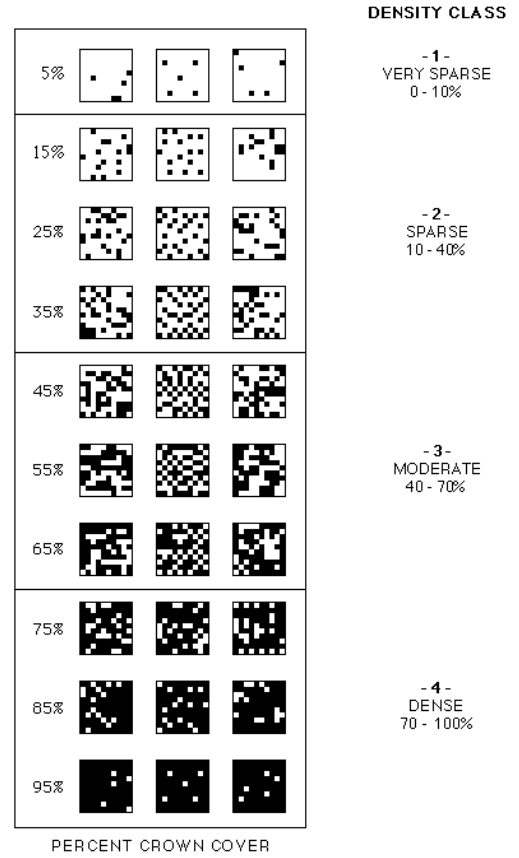 DENSITY CLASS
5%
- 1 -
VERY SPARSE
0 - 10%
15%
25%
- 2 -
SPARSE
10 - 40%
35%
45%
55%
- 3 -
MODERATE
40 - 70%
65%
75%
85%
- 4 -
DENSE
70 - 100%
95%
PERCENT CROWN COVER